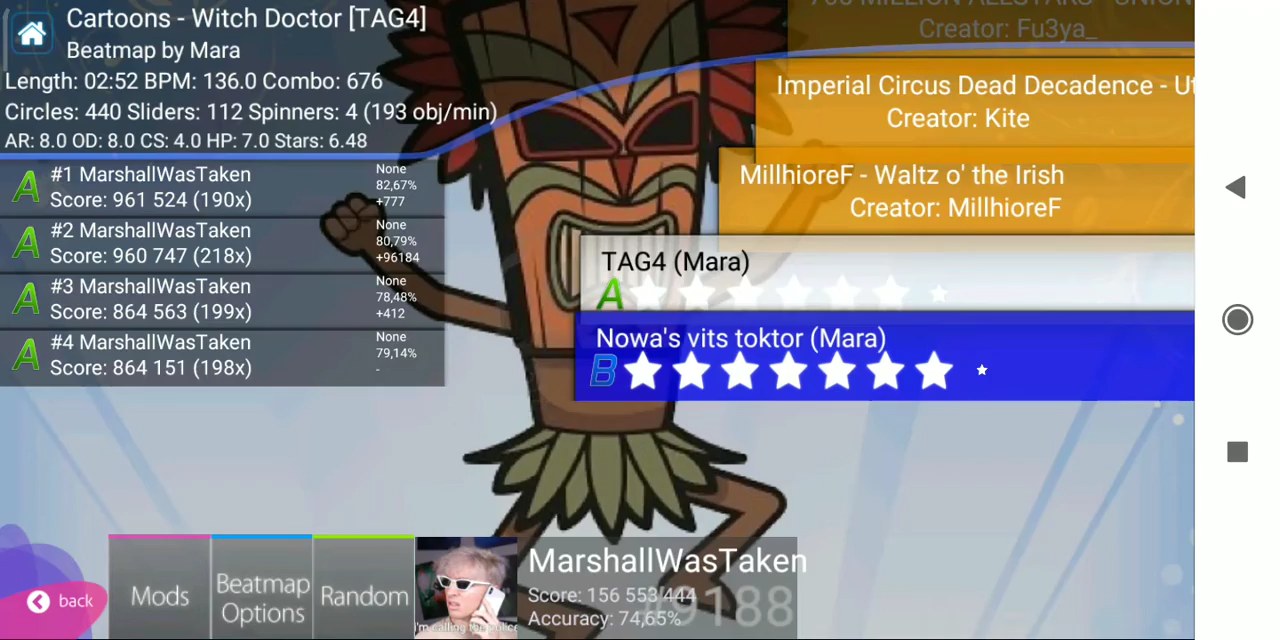 Cartoons - Witch Doctor [TAG4]
Beatmap by Mara
Length: 02:52 BPM: 136.0 Combo: 676
Circles: 440 Sliders: 112 Spinners: 4 (193 obj/min)
AR: 8.0 OD: 8.0 CS: 4.0 HP: 7.0 Stars: 6.48
A
#1 MarshallWasTaken
Score: 961 524 (190x)
None
82,67%
+777
A
#2 MarshallWasTaken
Score: 960 747 (218x)
None
80,79%
+96184
A
#3 MarshallWasTaken
Score: 864 563 (199x)
None
78,48%
+412
A
#4 MarshallWasTaken
Score: 864 151 (198x)
None
79,14%
-
Creator: Fu3ya_
Imperial Circus Dead Decadence - Ut
Creator: Kite
MillhioreF - Waltz o' the Irish
Creator: MillhioreF
TAG4 (Mara)
A
Nowa's vits toktor (Mara)
B
back
Mods
Beatmap
Options
Random
I'm calling the police
MarshallWasTaken
Score: 156 553 444
Accuracy: 74,65%